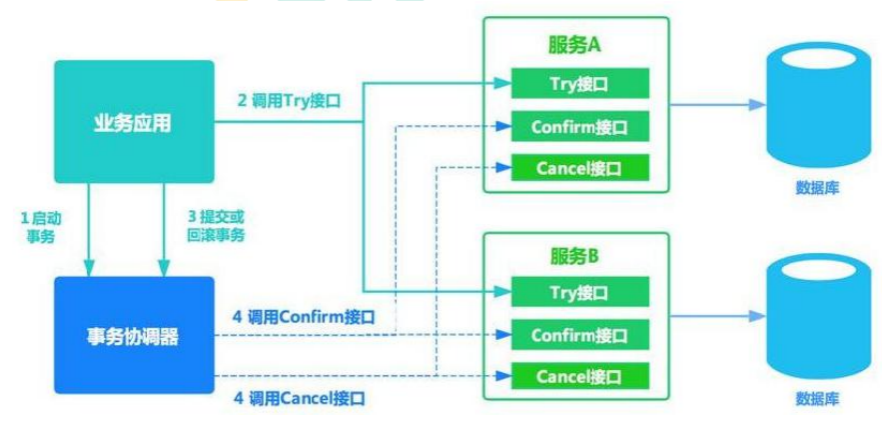 业务应用
2 调用Try接口
1启动
事务
3 提交或
回滚事务
事务协调器
4 调用Confirm接口
4 调用Cancel接口
服务A
Try接口
Confirm接口
Cancel接口
数据库
服务B
Try接口
Confirm接口
Cancel接口
数据库